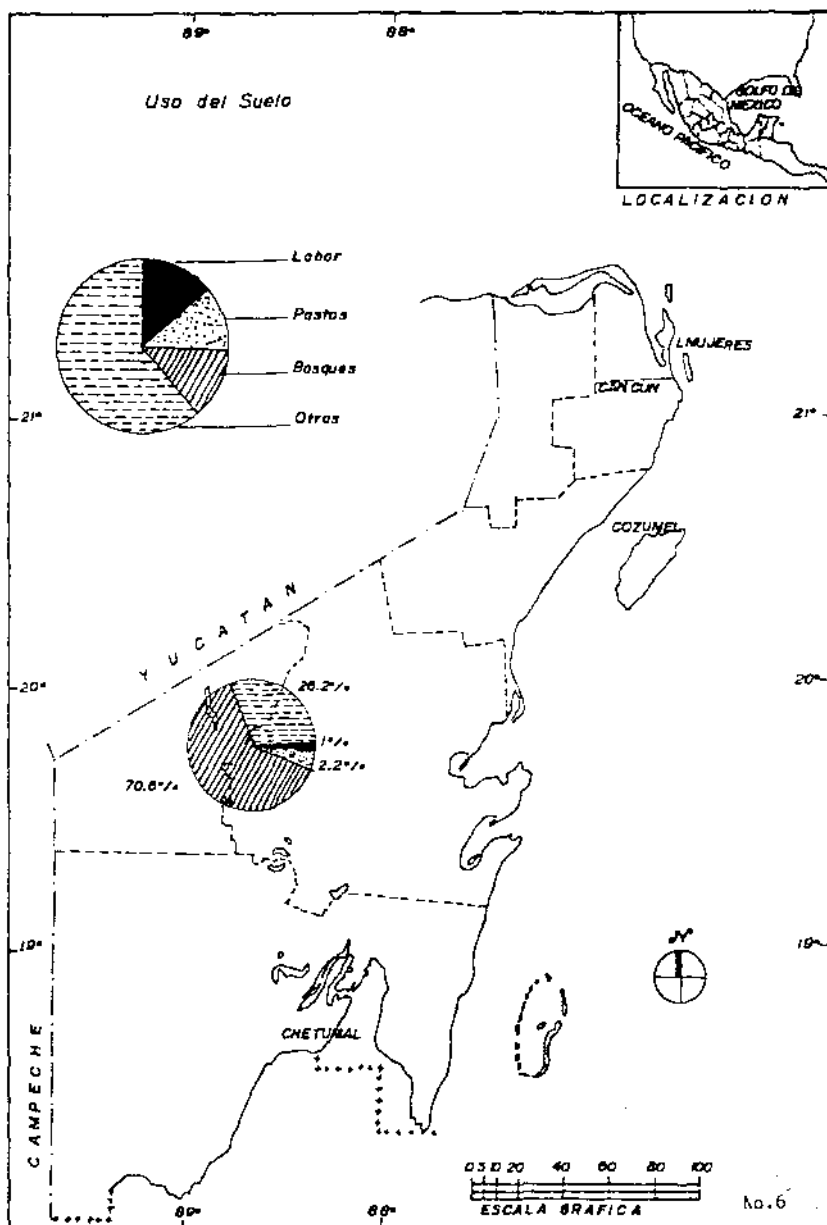 89° 88°
Uso del Suelo
GOLFO DE
MEXICO
OCEANO PACIFICO
LOCALIZACION
Labor
Pastos
Bosques
Otros
I.MUJERES
CANCUN
21° 21°
COZUMEL
YUCATAN
20° 20°
26.2°/o
1°/o
2.2°/o
70.6°/o
19° 19°
N
CHETUMAL
CAMPECHE
0 5 10 20 40 60 80 100
ESCALA GRAFICA
No.6
89° 88°